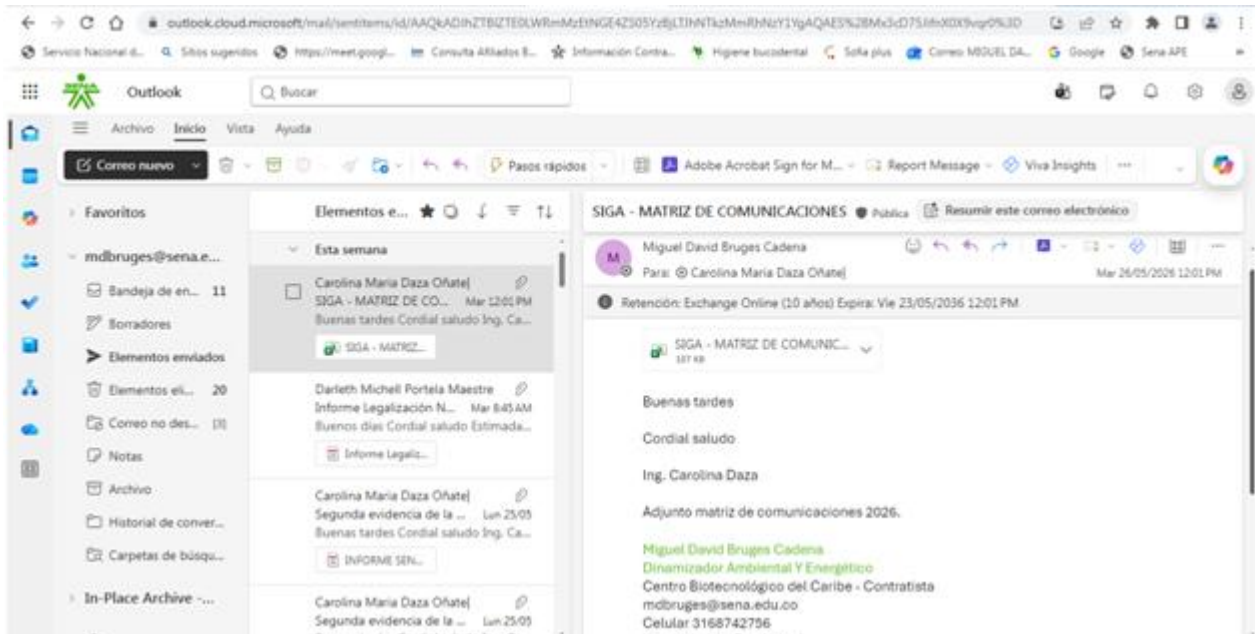 outlook.cloud.microsoft/mail/sentitems/id/
Servicio Nacional d...
Sitios sugeridos
https://meet.googl...
Consulta Afiliados B...
Información Contra...
Higiene bucodental
Sofia plus
Correo MIGUEL DA...
Google
Sena APE
Outlook
Buscar
Archivo Inicio Vista Ayuda
Correo nuevo
Pasos rápidos
Adobe Acrobat Sign for M...
Report Message
Viva Insights
Favoritos
mdbruges@sena.e...
Bandeja de en... 11
Borradores
Elementos enviados
Elementos eli... 20
Correo no des... [3]
Notas
Archivo
Historial de conver...
Carpetas de búsqu...
In-Place Archive -...
Elementos e...
Esta semana
Carolina Maria Daza Oñate|
SIGA - MATRIZ DE CO... Mar 12:01 PM
Buenas tardes Cordial saludo Ing. Ca...
SIGA - MATRIZ...
Darleth Michell Portela Maestre
Informe Legalización N... Mar 8:45 AM
Buenos días Cordial saludo Estimada...
Informe Legaliz...
Carolina Maria Daza Oñate|
Segunda evidencia de la ... Lun 25/05
Buenas tardes Cordial saludo Ing. Ca...
INFORME SEN...
Carolina Maria Daza Oñate|
Segunda evidencia de la ... Lun 25/05
SIGA - MATRIZ DE COMUNICACIONES Pública Resumir este correo electrónico
M
Miguel David Bruges Cadena
Para: Carolina Maria Daza Oñate|
Mar 26/05/2026 12:01 PM
Retención: Exchange Online (10 años) Expira: Vie 23/05/2036 12:01 PM
SIGA - MATRIZ DE COMUNIC...
107 KB
Buenas tardes
Cordial saludo
Ing. Carolina Daza
Adjunto matriz de comunicaciones 2026.
Miguel David Bruges Cadena
Dinamizador Ambiental Y Energético
Centro Biotecnológico del Caribe - Contratista
mdbruges@sena.edu.co
Celular 3168742756